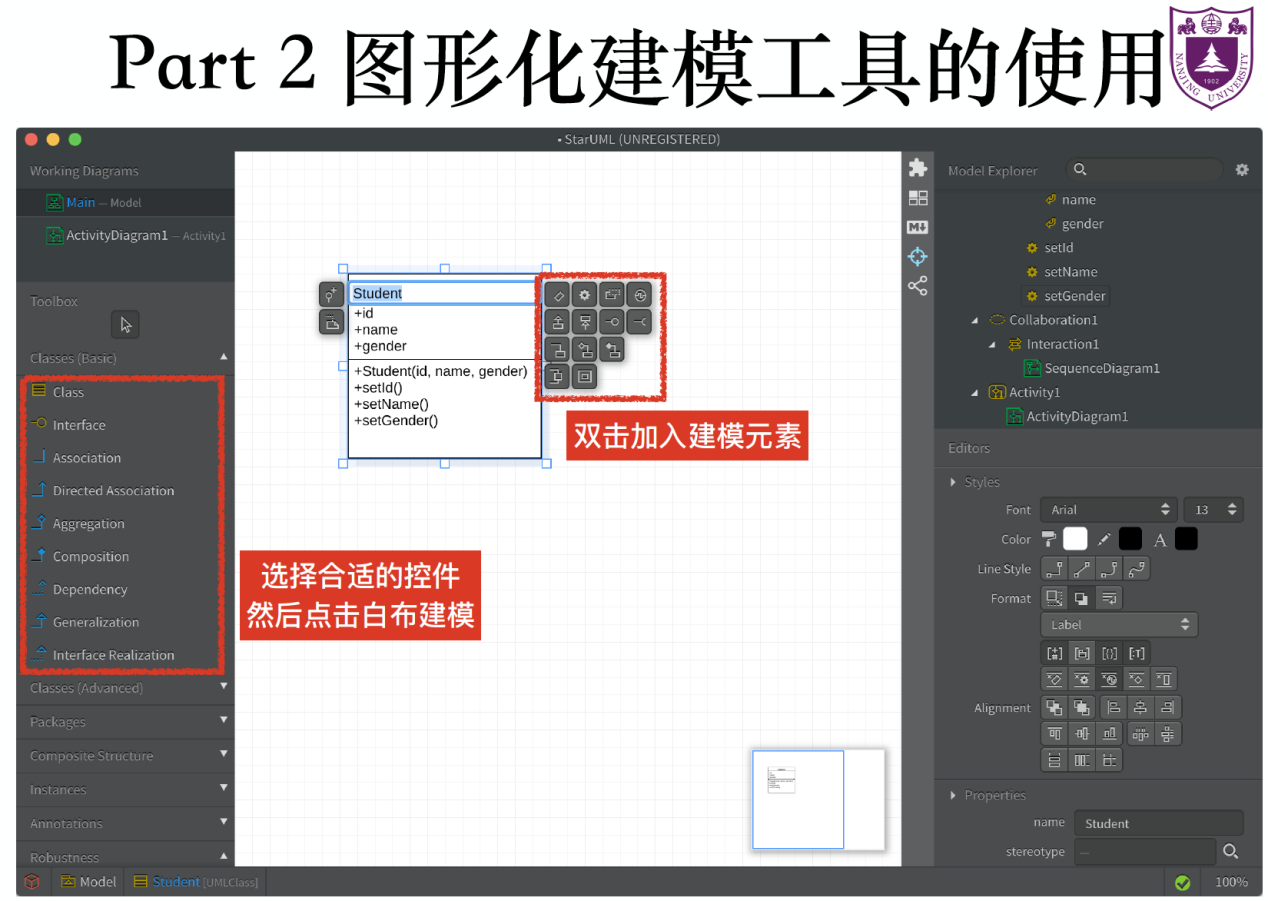 Part 2 图形化建模工具的使用
NANJING UNIVERSITY
1902
• StarUML (UNREGISTERED)
Working Diagrams
Main — Model
ActivityDiagram1 — Activity1
Toolbox
Classes (Basic)
Class
Interface
Association
Directed Association
Aggregation
Composition
Dependency
Generalization
Interface Realization
Classes (Advanced)
Packages
Composite Structure
Instances
Annotations
Robustness
Student
+id
+name
+gender
+Student(id, name, gender)
+setId()
+setName()
+setGender()
双击加入建模元素
选择合适的控件
然后点击白布建模
M
Model Explorer
name
gender
setId
setName
setGender
Collaboration1
Interaction1
SequenceDiagram1
Activity1
ActivityDiagram1
Editors
Styles
Font Arial 13
Color A
Line Style
Format
Label
Alignment
Properties
name Student
stereotype —
Model Student [UMLClass] 100%